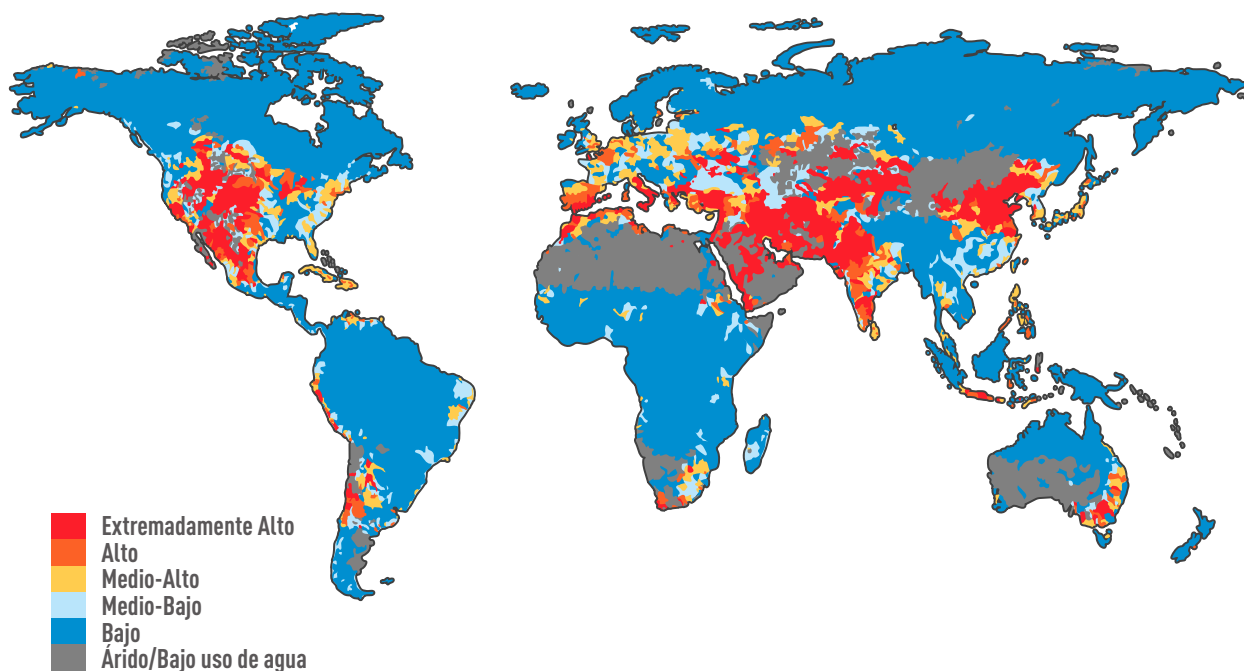 Extremadamente Alto
Alto
Medio-Alto
Medio-Bajo
Bajo
Árido/Bajo uso de agua